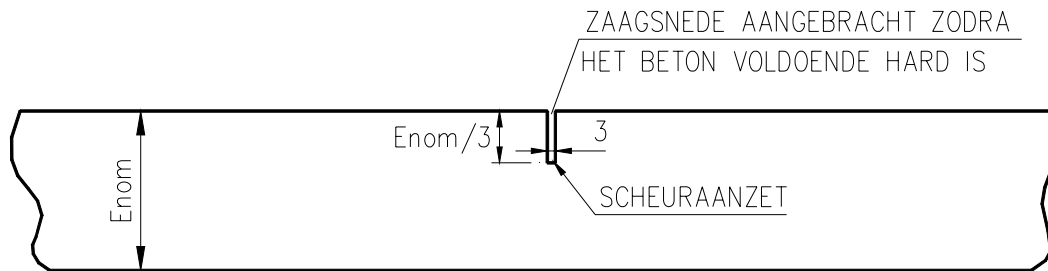 ZAAGSNEDE AANGEBRACHT ZODRA
HET BETON VOLDOENDE HARD IS
Enom/3
3
Enom
SCHEURAANZET